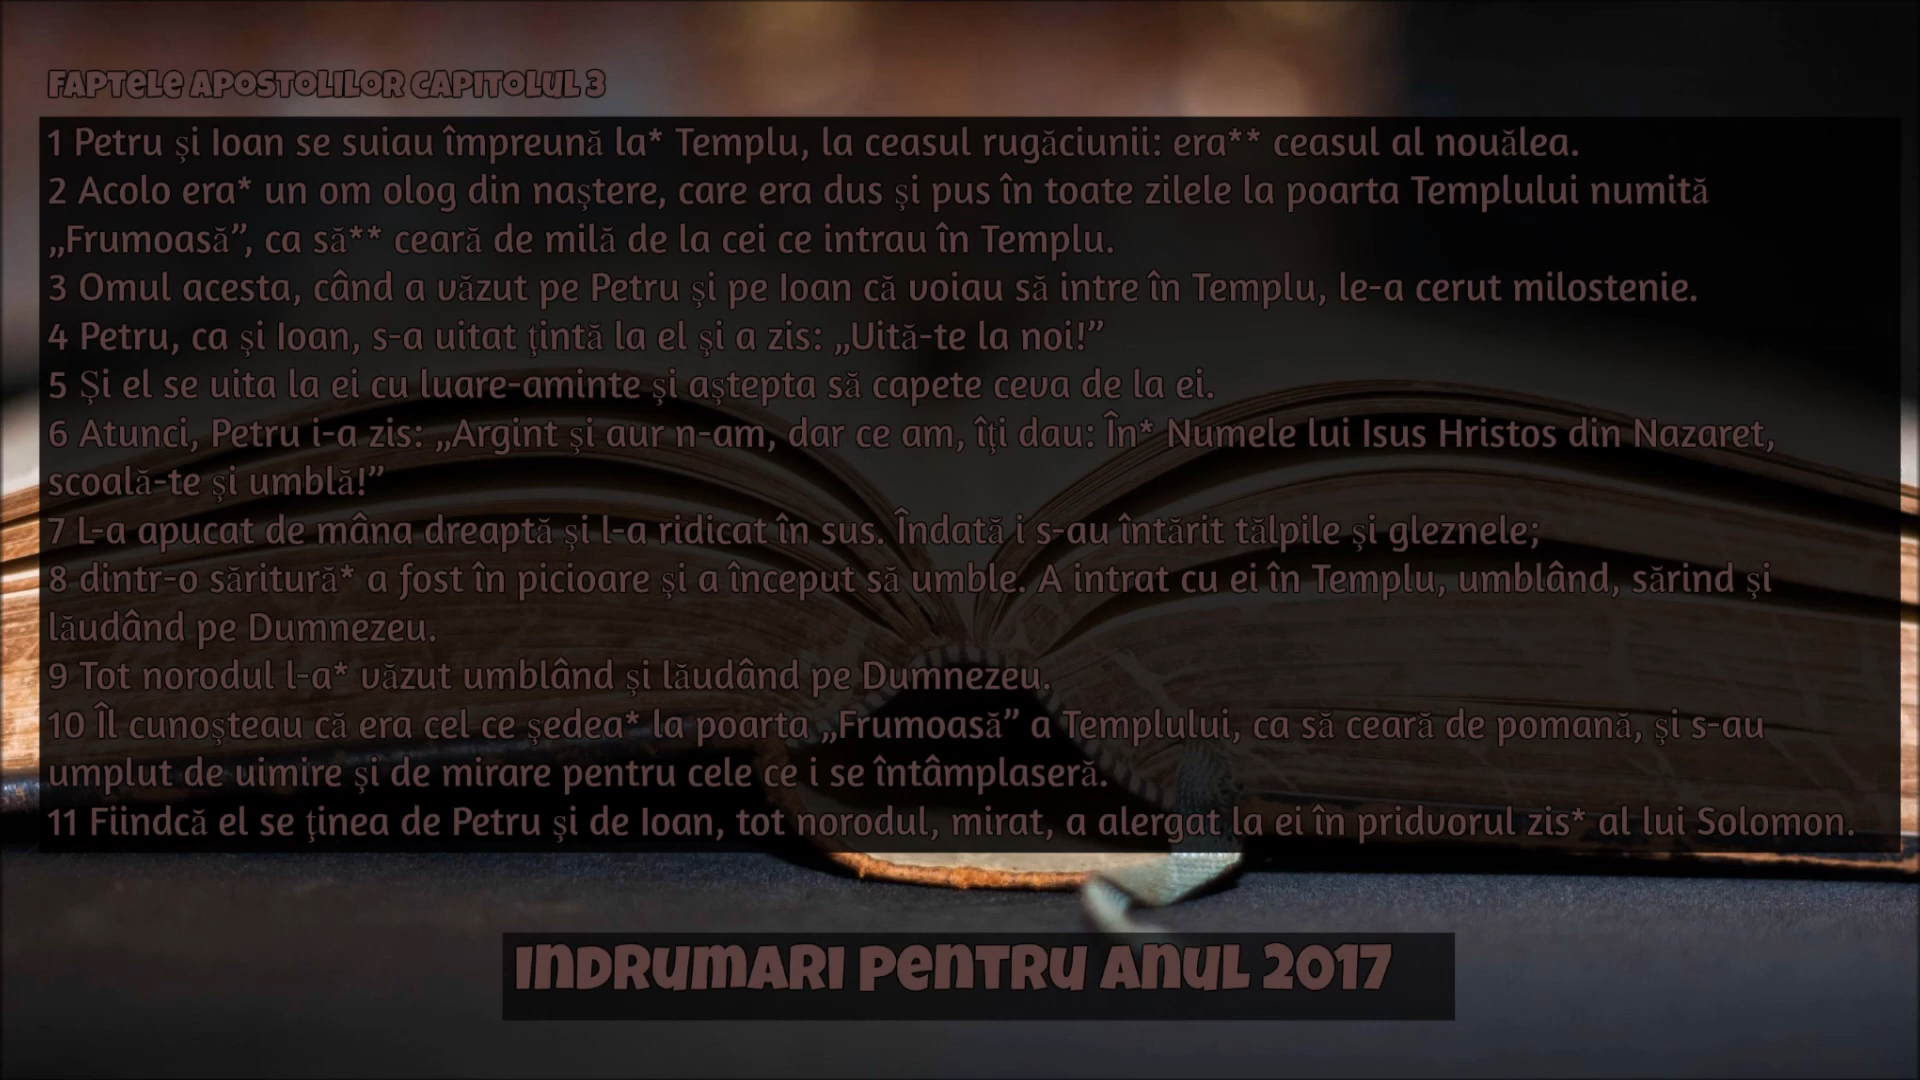 Faptele Apostolilor Capitolul 3
1 Petru şi Ioan se suiau împreună la* Templu, la ceasul rugăciunii: era** ceasul al nouălea.
2 Acolo era* un om olog din naştere, care era dus şi pus în toate zilele la poarta Templului numită
„Frumoasă”, ca să** ceară de milă de la cei ce intrau în Templu.
3 Omul acesta, când a văzut pe Petru şi pe Ioan că voiau să intre în Templu, le-a cerut milostenie.
4 Petru, ca şi Ioan, s-a uitat ţintă la el şi a zis: „Uită-te la noi!”
5 Şi el se uita la ei cu luare-aminte şi aştepta să capete ceva de la ei.
6 Atunci, Petru i-a zis: „Argint şi aur n-am, dar ce am, îţi dau: În* Numele lui Isus Hristos din Nazaret,
scoală-te şi umblă!”
7 L-a apucat de mâna dreaptă şi l-a ridicat în sus. Îndată i s-au întărit tălpile şi gleznele;
8 dintr-o săritură* a fost în picioare şi a început să umble. A intrat cu ei în Templu, umblând, sărind şi
lăudând pe Dumnezeu.
9 Tot norodul l-a* văzut umblând şi lăudând pe Dumnezeu.
10 Îl cunoşteau că era cel ce şedea* la poarta „Frumoasă” a Templului, ca să ceară de pomană, şi s-au
umplut de uimire şi de mirare pentru cele ce i se întâmplaseră.
11 Fiindcă el se ţinea de Petru şi de Ioan, tot norodul, mirat, a alergat la ei în pridvorul zis* al lui Solomon.
Indrumari pentru anul 2017